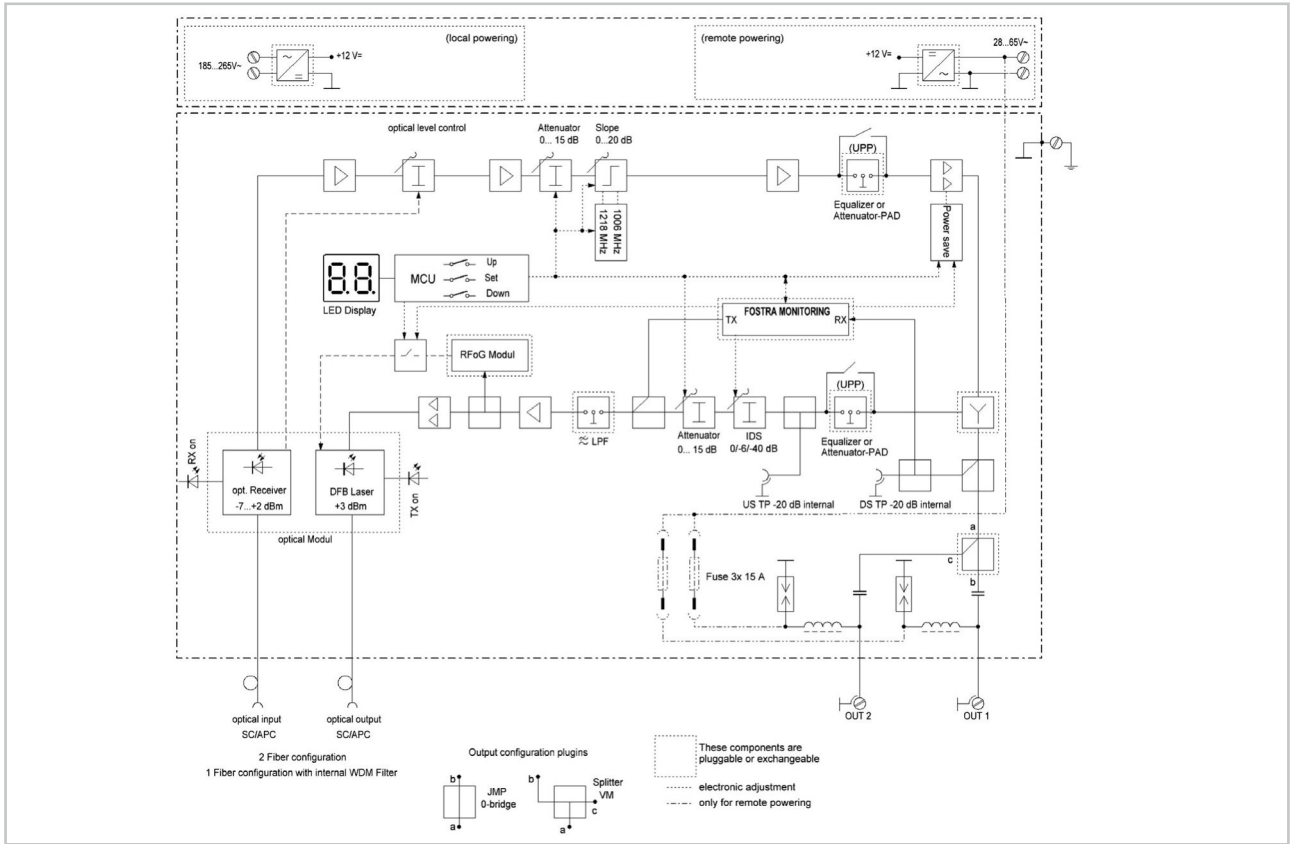 (local powering)
+12 V=
185...265V~
(remote powering)
28...65V~
+12 V=
optical level control
Attenuator
0... 15 dB
Slope
0...20 dB
(UPP)
Equalizer or
Attenuator-PAD
1218 MHz
1006 MHz
Power save
8.8.
LED Display
MCU
Up
Set
Down
TX
FOSTRA MONITORING
RX
RFoG Modul
(UPP)
LPF
Attenuator
0... 15 dB
IDS
0/-6/-40 dB
Equalizer or
Attenuator-PAD
RX on
opt. Receiver
-7...+2 dBm
DFB Laser
+3 dBm
TX on
optical Modul
US TP -20 dB internal
DS TP -20 dB internal
a
c
b
Fuse 3x 15 A
optical input
SC/APC
optical output
SC/APC
OUT 2
OUT 1
2 Fiber configuration
1 Fiber configuration with internal WDM Filter
Output configuration plugins
b
JMP
0-bridge
a
b
Splitter
VM
c
a
These components are
pluggable or exchangeable
electronic adjustment
only for remote powering